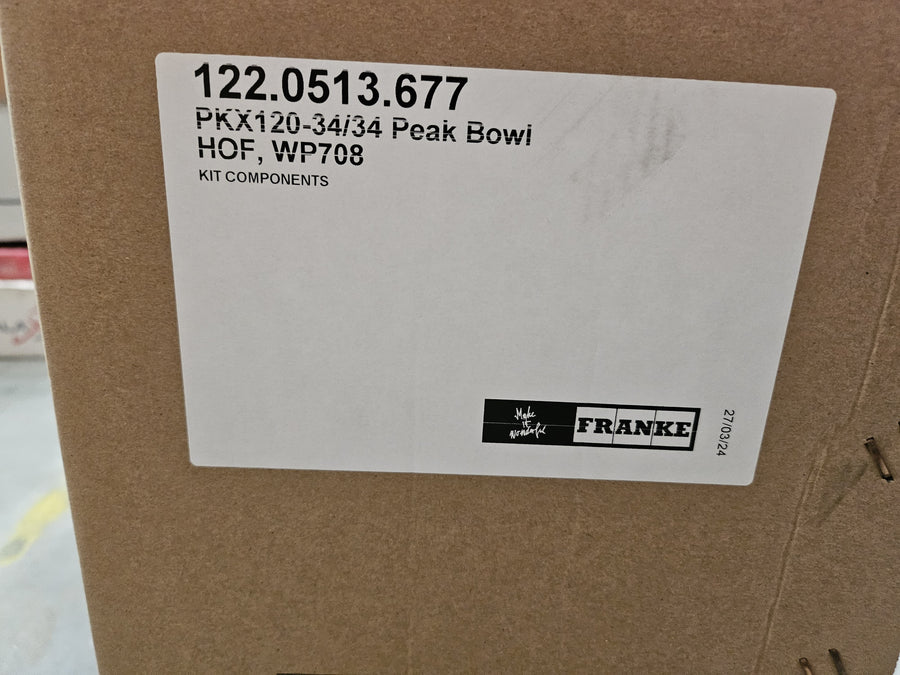 122.0513.677
PKX120-34/34 Peak Bowl
HOF, WP708
KIT COMPONENTS
Make
it
Wonderful
FRANKE
27/03/24